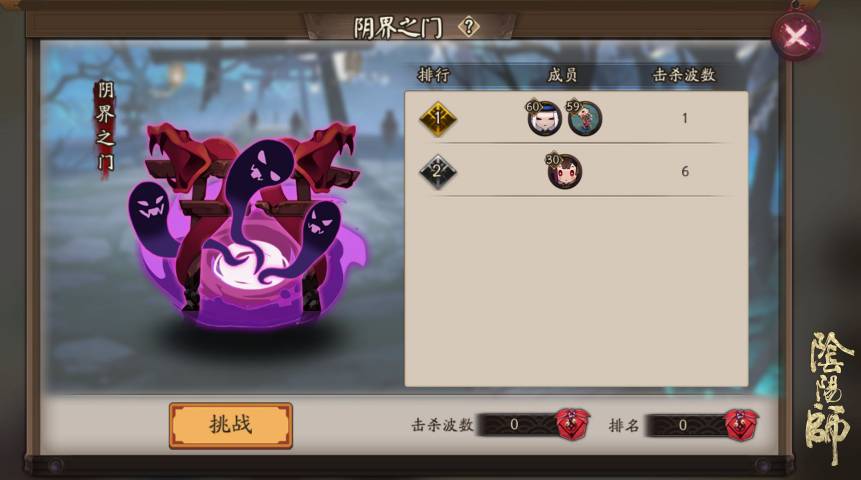 阴界之门 ?
阴界之门
排行 成员 击杀波数
1 60 59 1
2 30 6
挑战 击杀波数 0 排名 0
陰陽師